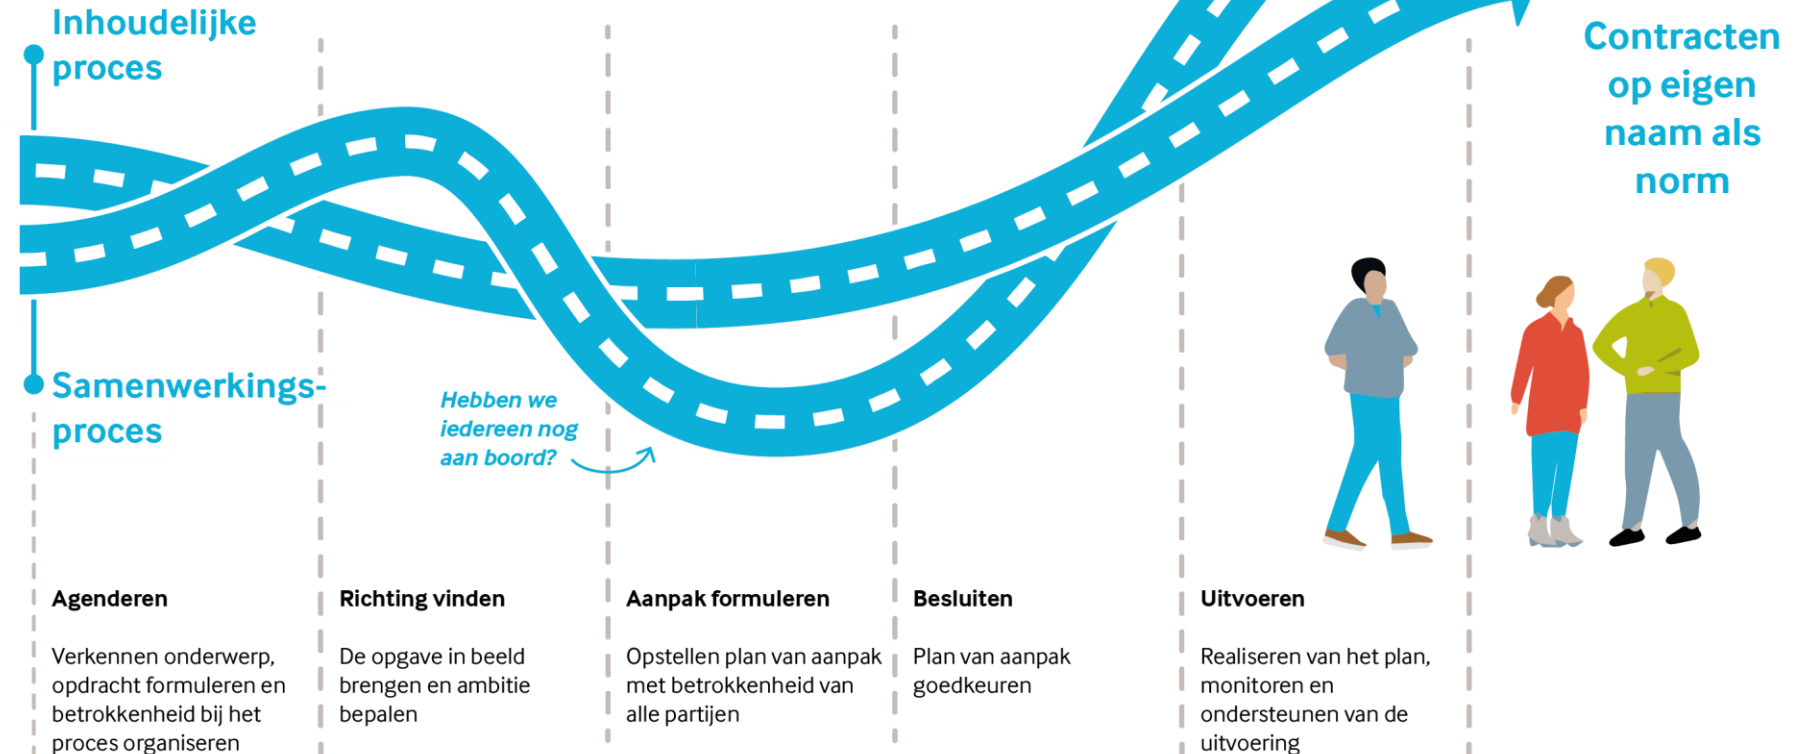 Inhoudelijke
proces
Contracten
op eigen
naam als
norm
Samenwerkings-
proces
Hebben we
iedereen nog
aan boord?
Agenderen
Verkennen onderwerp,
opdracht formuleren en
betrokkenheid bij het
proces organiseren
Richting vinden
De opgave in beeld
brengen en ambitie
bepalen
Aanpak formuleren
Opstellen plan van aanpak
met betrokkenheid van
alle partijen
Besluiten
Plan van aanpak
goedkeuren
Uitvoeren
Realiseren van het plan,
monitoren en
ondersteunen van de
uitvoering